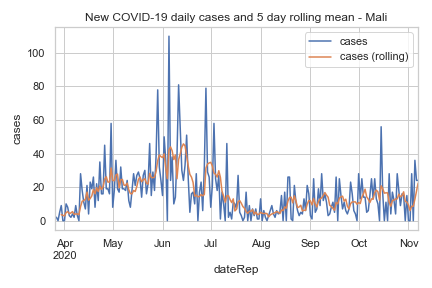 New COVID-19 daily cases and 5 day rolling mean - Mali
cases
cases (rolling)
cases
100
80
60
40
20
0
Apr May Jun Jul Aug Sep Oct Nov
2020
dateRep